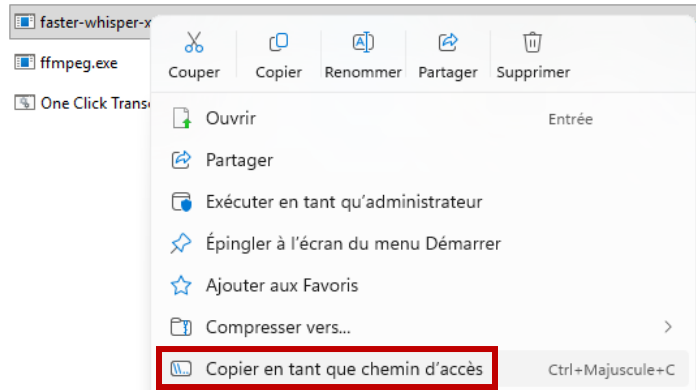 faster-whisper-x
ffmpeg.exe
One Click Trans
Couper Copier Renommer Partager Supprimer
Ouvrir Entrée
Partager
Exécuter en tant qu’administrateur
Épingler à l’écran du menu Démarrer
Ajouter aux Favoris
Compresser vers...
Copier en tant que chemin d’accès Ctrl+Majuscule+C